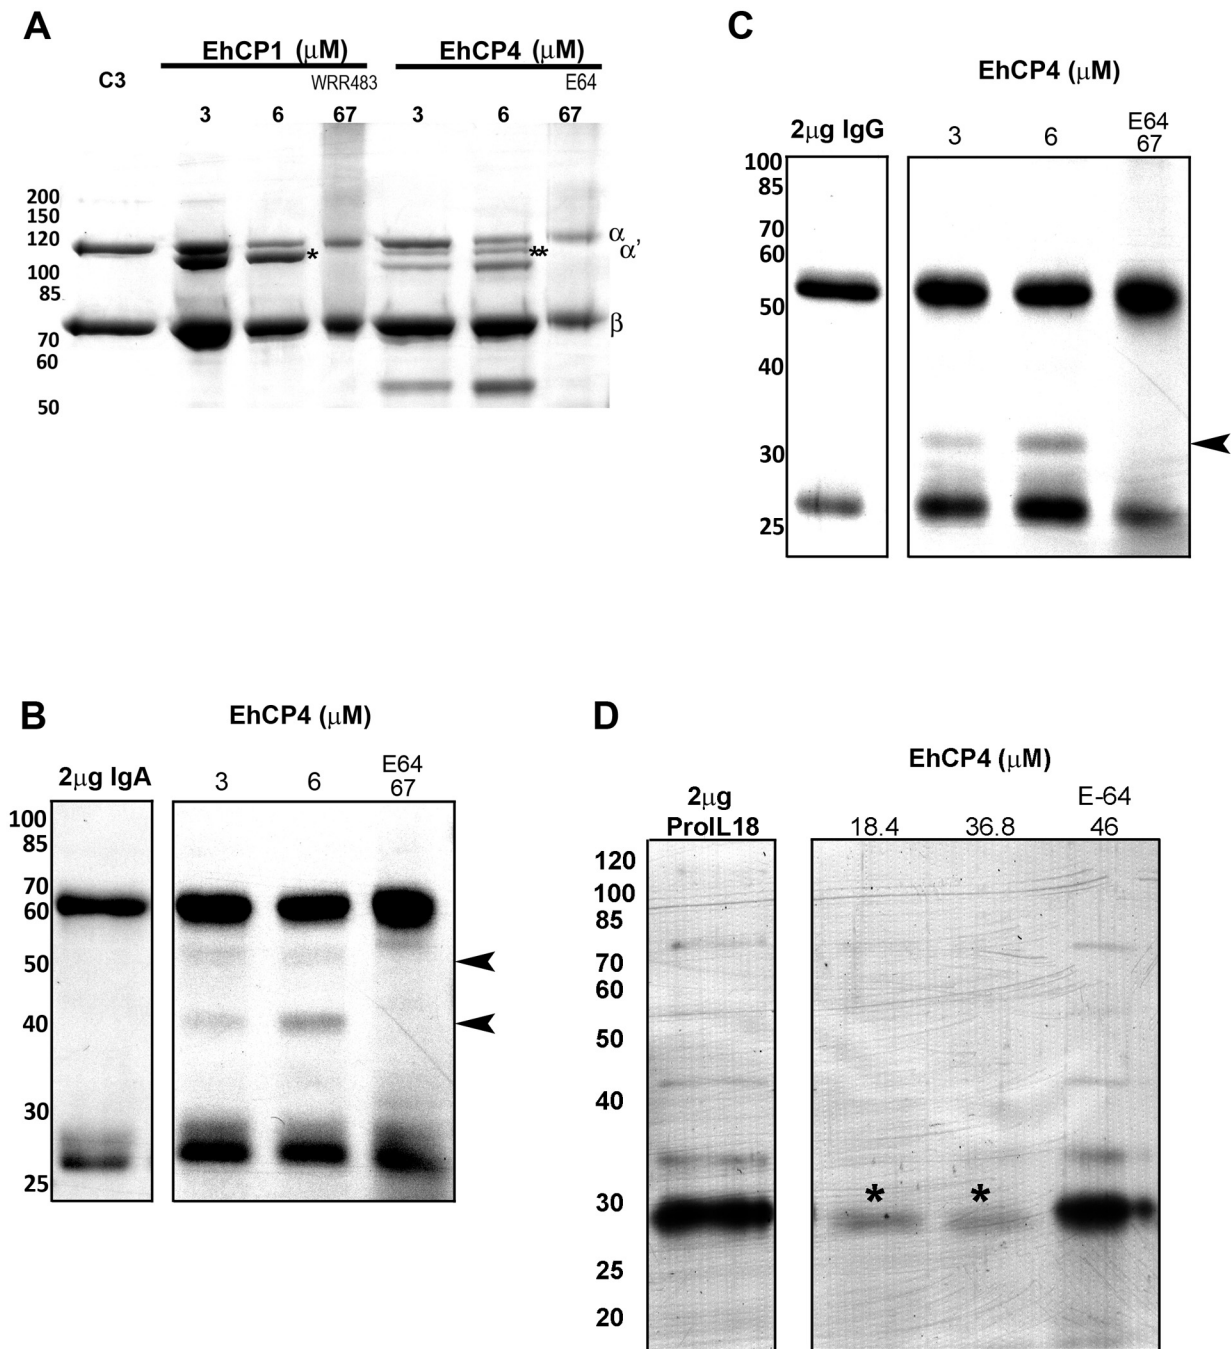 A
EhCP1 (μM) EhCP4 (μM)
C3 WRR483 E64
3 6 67 3 6 67
200
150
120
100
85
70
60
50
α
α’
β
*
**
C
EhCP4 (μM)
2μg IgG 3 6 E64
67
100
85
70
60
50
40
30
25
B
EhCP4 (μM)
2μg IgA 3 6 E64
67
100
85
70
60
50
40
30
25
D
EhCP4 (μM)
2μg E-64
ProIL18 18.4 36.8 46
120
100
85
70
60
50
40
30
25
20
* *